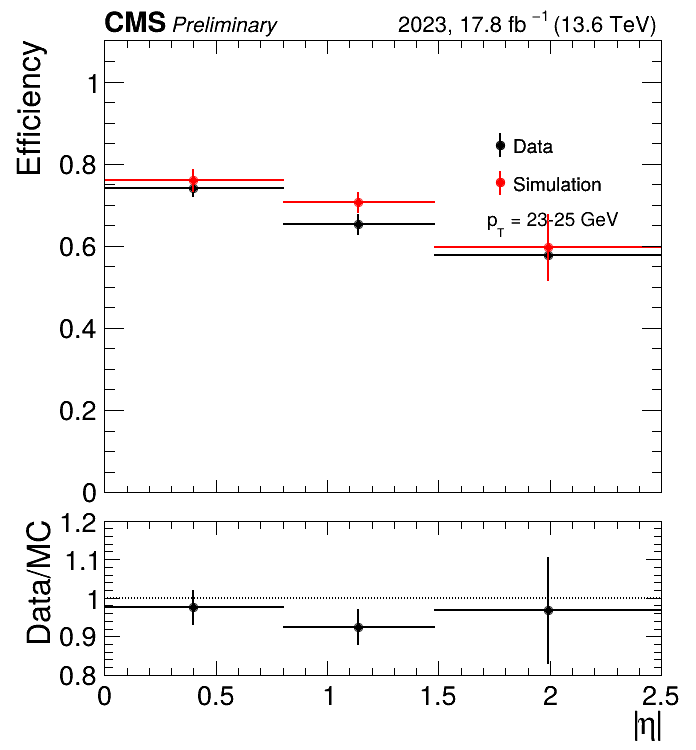 CMS Preliminary 2023, 17.8 fb⁻¹ (13.6 TeV)
Efficiency
1
0.8
0.6
0.4
0.2
0
Data
Simulation
p_T = 23-25 GeV
Data/MC
1.2
1.1
1
0.9
0.8
0 0.5 1 1.5 2 2.5
|η|